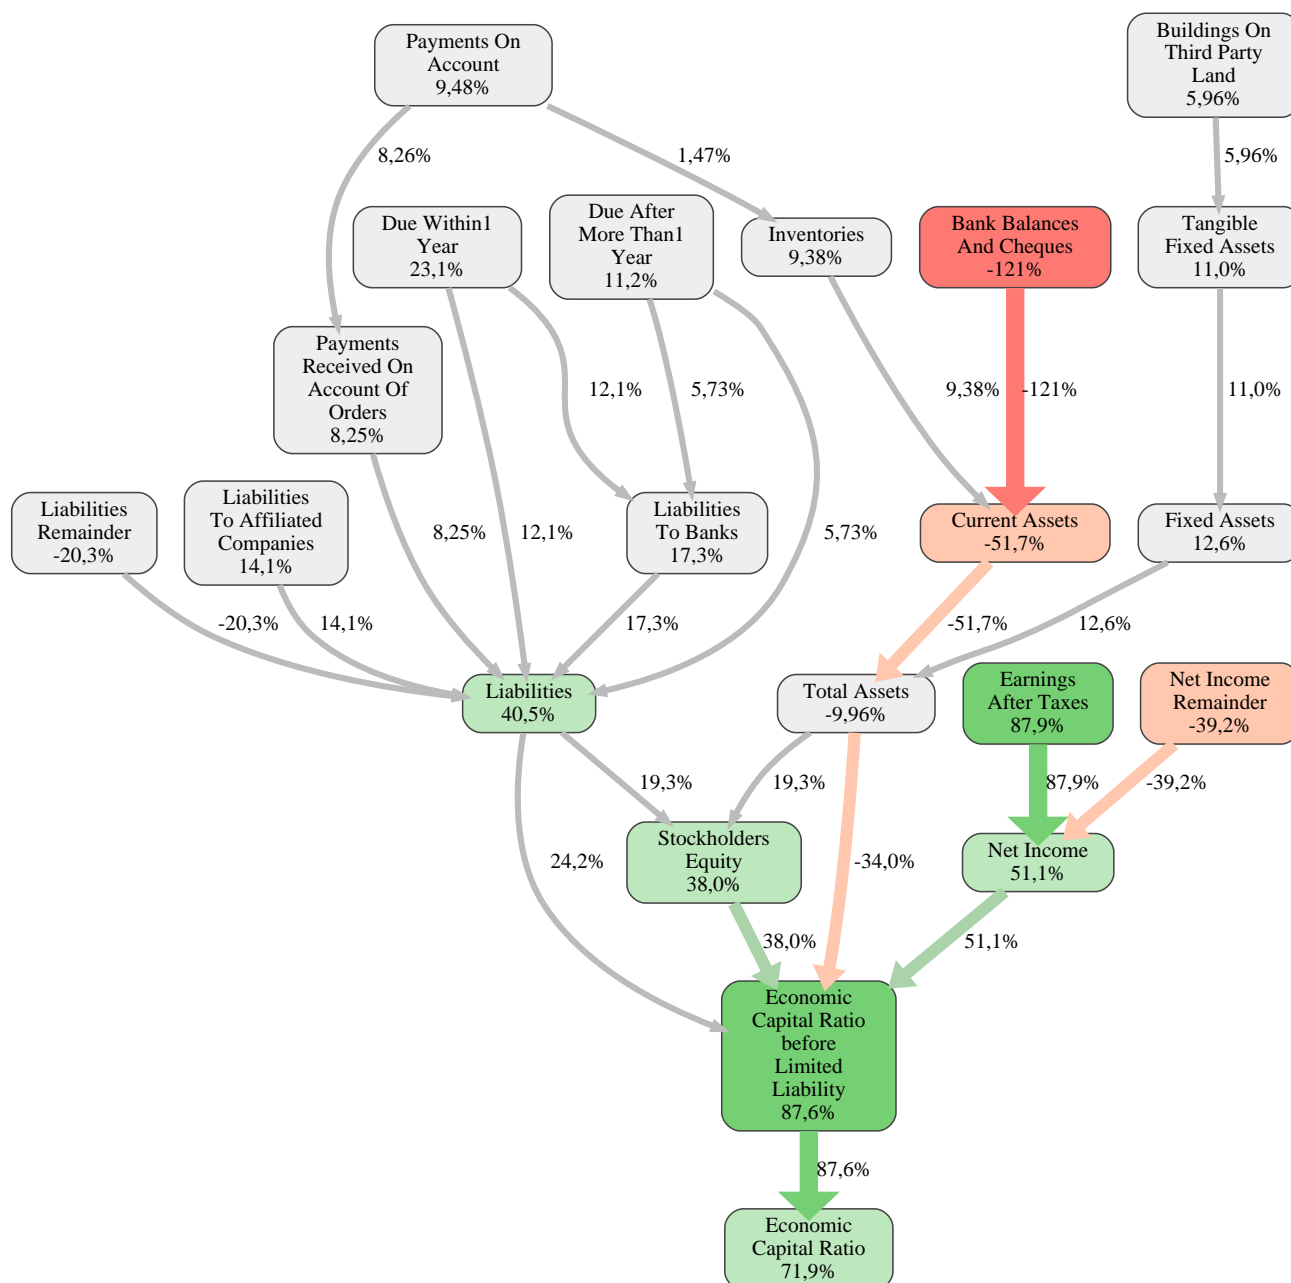 Payments On
Account
9,48%
Buildings On
Third Party
Land
5,96%
8,26%
1,47%
5,96%
Due Within1
Year
23,1%
Due After
More Than1
Year
11,2%
Inventories
9,38%
Bank Balances
And Cheques
-121%
Tangible
Fixed Assets
11,0%
Payments
Received On
Account Of
Orders
8,25%
12,1%
5,73%
9,38%
-121%
11,0%
Liabilities
Remainder
-20,3%
Liabilities
To Affiliated
Companies
14,1%
8,25%
12,1%
Liabilities
To Banks
17,3%
5,73%
Current Assets
-51,7%
Fixed Assets
12,6%
-20,3%
14,1%
17,3%
-51,7%
12,6%
Liabilities
40,5%
Total Assets
-9,96%
Earnings
After Taxes
87,9%
Net Income
Remainder
-39,2%
19,3%
19,3%
87,9%
-39,2%
24,2%
Stockholders
Equity
38,0%
-34,0%
Net Income
51,1%
38,0%
51,1%
Economic
Capital Ratio
before
Limited
Liability
87,6%
87,6%
Economic
Capital Ratio
71,9%